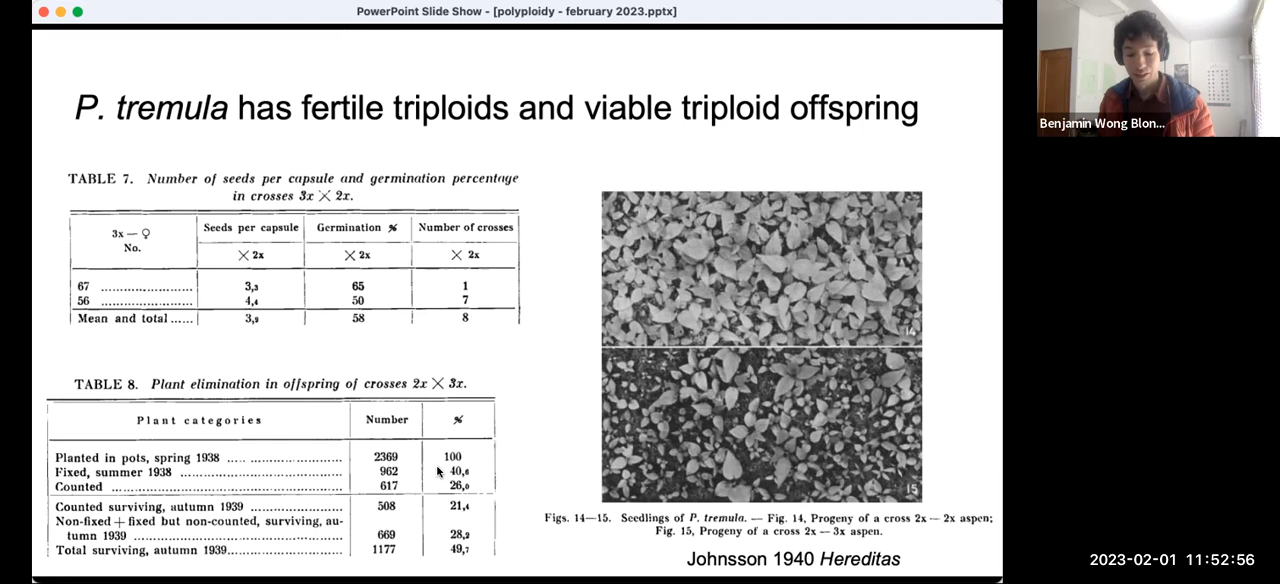 PowerPoint Slide Show - [polyploidy - february 2023.pptx]
P. tremula has fertile triploids and viable triploid offspring
TABLE 7. Number of seeds per capsule and germination percentage
in crosses 3x × 2x.
3x — ♀
No.
Seeds per capsule
Germination %
Number of crosses
× 2x
× 2x
× 2x
67 ........................ 3,3 65 1
56 ........................ 4,4 50 7
Mean and total ...... 3,9 58 8
TABLE 8. Plant elimination in offspring of crosses 2x × 3x.
Plant categories Number %
Planted in pots, spring 1938 ..... ........................ 2369 100
Fixed, summer 1938 ........................................ 962 40,6
Counted ........................................................ 617 26,0
Counted surviving, autumn 1939 ........................ 508 21,4
Non-fixed + fixed but non-counted, surviving, au-
tumn 1939 ........................................ 669 28,2
Total surviving, autumn 1939........................... 1177 49,7
14
15
Figs. 14—15. Seedlings of P. tremula. — Fig. 14, Progeny of a cross 2x — 2x aspen;
Fig. 15, Progeny of a cross 2x — 3x aspen.
Johnsson 1940 Hereditas
Benjamin Wong Blon...
2023-02-01 11:52:56